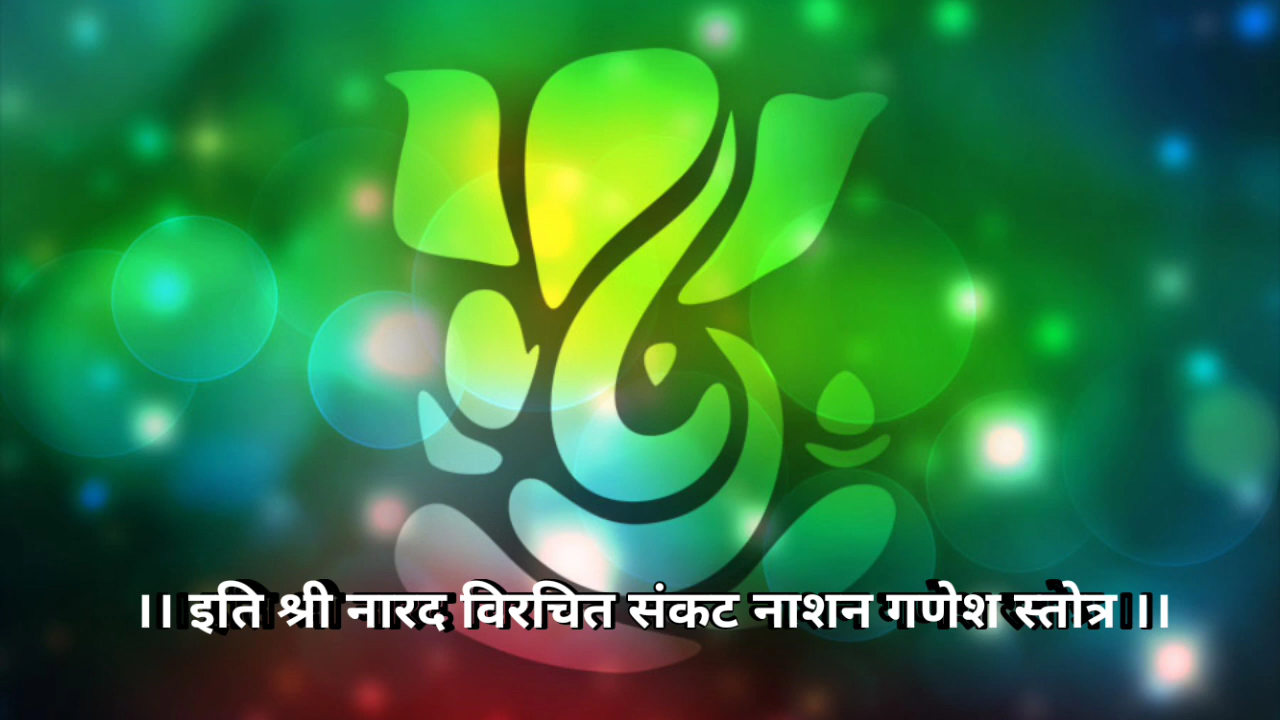 ।। इति श्री नारद विरचित संकट नाशन गणेश स्तोत्र ।।